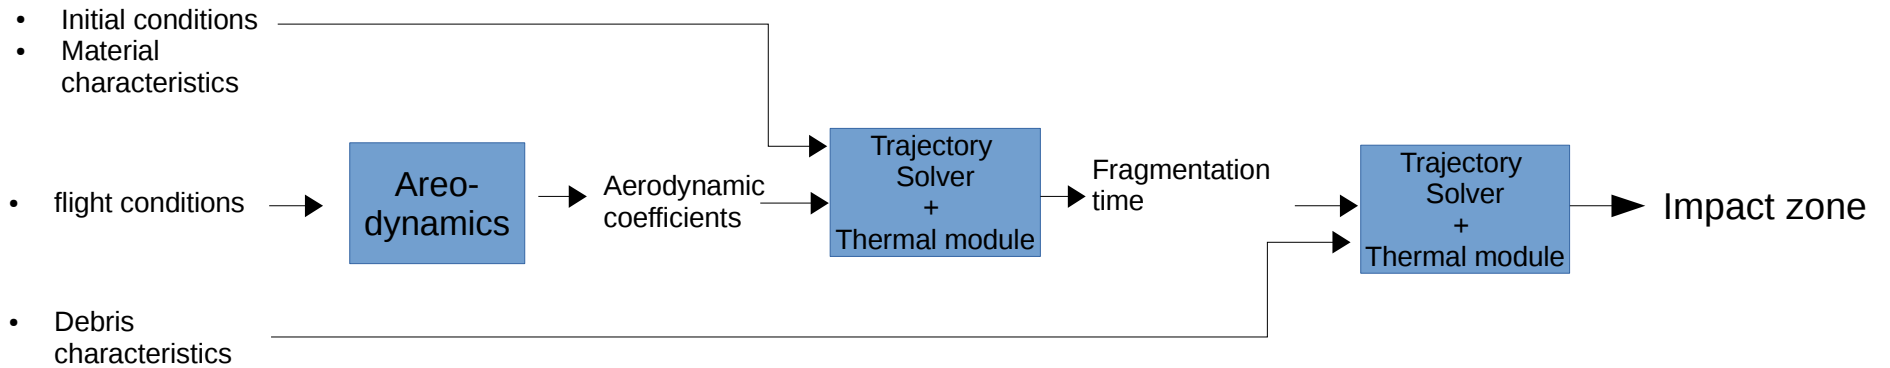 • Initial conditions
• Material
characteristics
• flight conditions
Areo-
dynamics
Aerodynamic
coefficients
Trajectory
Solver
+
Thermal module
Fragmentation
time
Trajectory
Solver
+
Thermal module
Impact zone
• Debris
characteristics